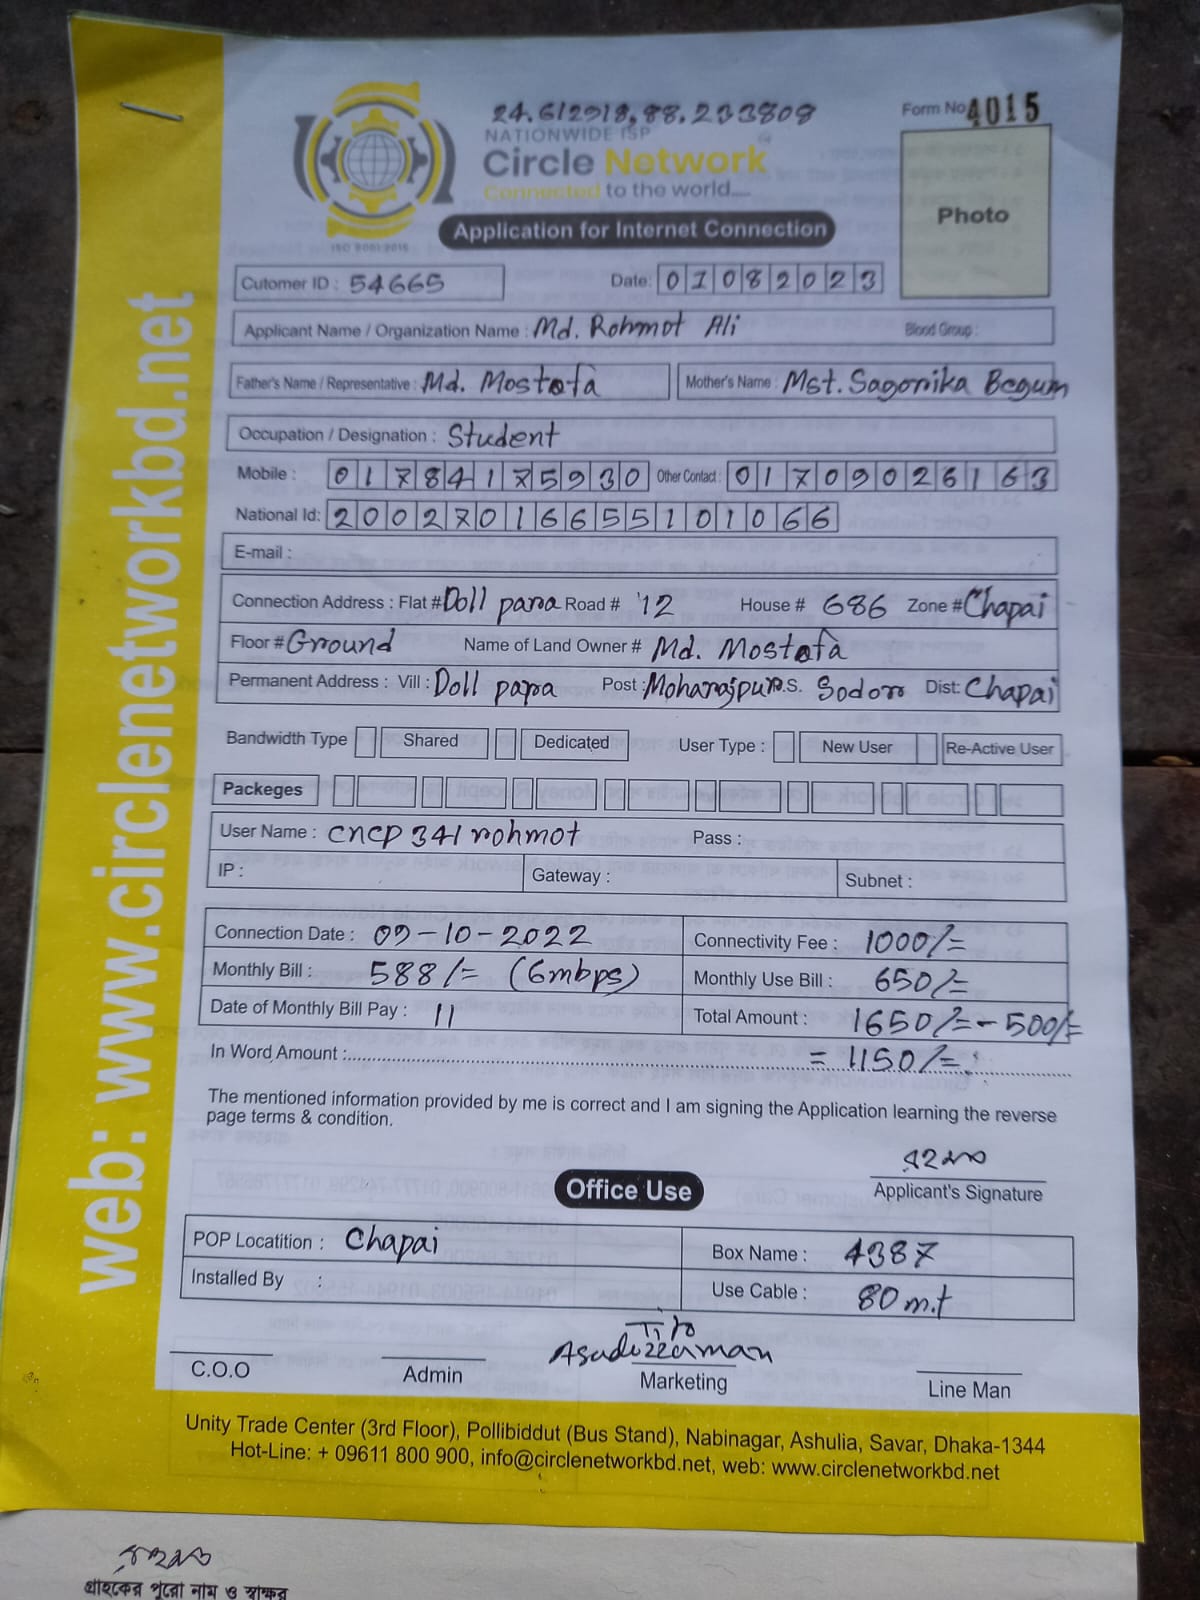 24.612918,88.233808
Form No 4015
NATIONWIDE ISP
Circle Network
Connected to the world....
Photo
ISO 9001:2015
Application for Internet Connection
Cutomer ID : 54665 Date: 01082023
Applicant Name / Organization Name : Md. Rohmot Ali Blood Group :
Father's Name / Representative : Md. Mostofa Mother's Name : Mst. Sagorika Begum
Occupation / Designation : Student
Mobile : 01784175930 Other Contact : 01709026163
National Id: 20027016655101066
E-mail :
Connection Address : Flat # Doll para Road # 12 House # 686 Zone # Chapai
Floor # Ground Name of Land Owner # Md. Mostofa
Permanent Address : Vill : Doll papa Post : Moharajpur P.S. Sodor Dist: Chapai
Bandwidth Type Shared Dedicated User Type : New User Re-Active User
Packeges
User Name : cncp341rohmot Pass :
IP : Gateway : Subnet :
Connection Date : 09-10-2022 Connectivity Fee : 1000/=
Monthly Bill : 588/= (6mbps) Monthly Use Bill : 650/=
Date of Monthly Bill Pay : 11 Total Amount : 1650/= - 500/=
In Word Amount :.......... = 1150/=
The mentioned information provided by me is correct and I am signing the Application learning the reverse
page terms & condition.
রহমত
Applicant's Signature
Office Use
POP Locatition : Chapai Box Name : 4387
Installed By : Use Cable : 80 m.t
Tito
Asaduzzaman
C.O.O Admin Marketing Line Man
Unity Trade Center (3rd Floor), Pollibiddut (Bus Stand), Nabinagar, Ashulia, Savar, Dhaka-1344
Hot-Line: + 09611 800 900, info@circlenetworkbd.net, web: www.circlenetworkbd.net
web: www.circlenetworkbd.net
রহমত
গ্রাহকের পুরো নাম ও স্বাক্ষর